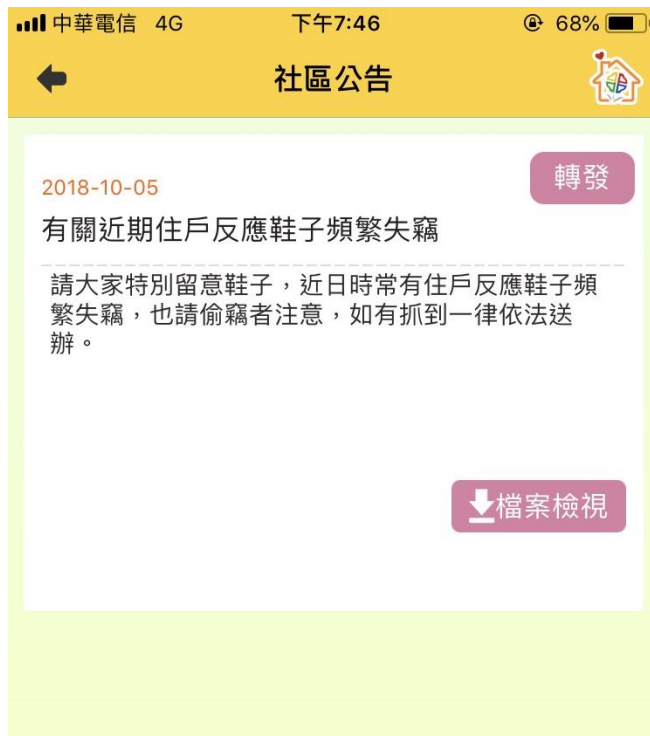 中華電信 4G 下午7:46 68%
社區公告
轉發
2018-10-05
有關近期住戶反應鞋子頻繁失竊
請大家特別留意鞋子，近日時常有住戶反應鞋子頻
繁失竊，也請偷竊者注意，如有抓到一律依法送
辦。
檔案檢視